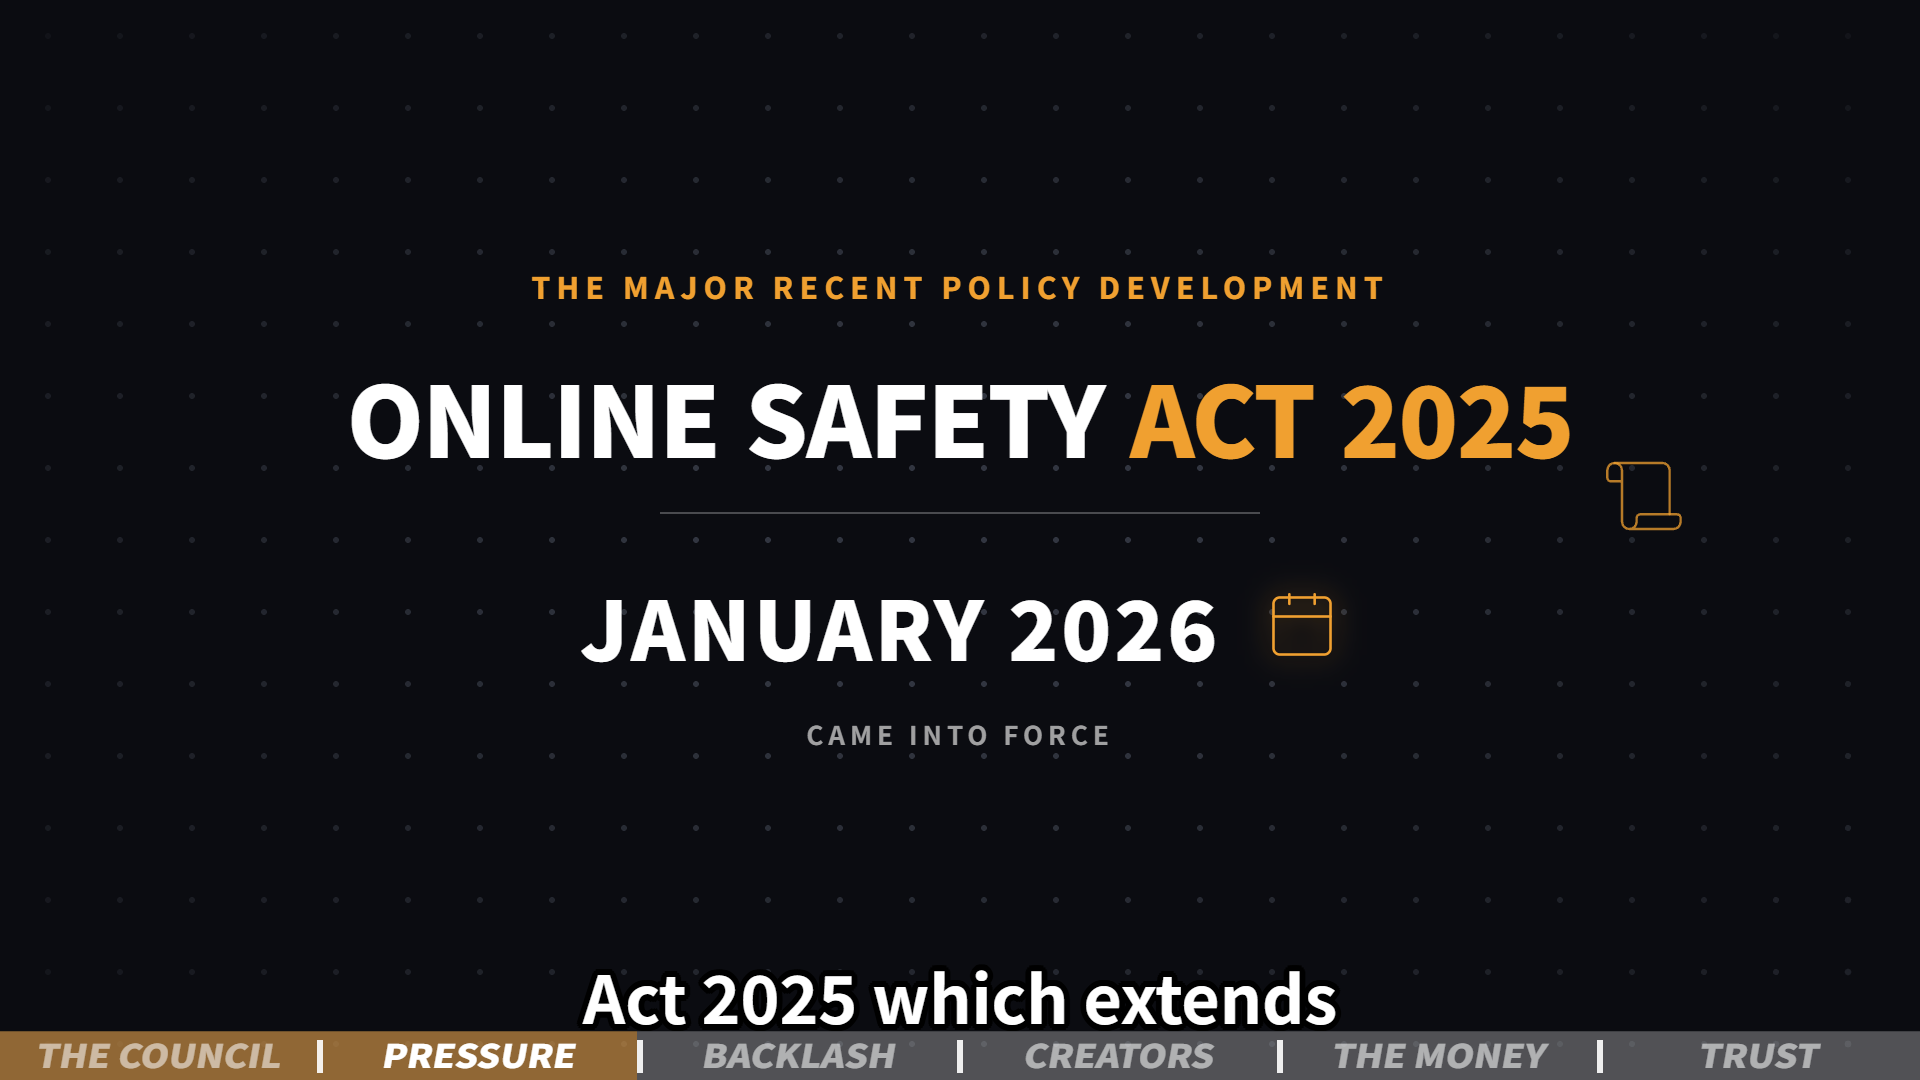 THE MAJOR RECENT POLICY DEVELOPMENT
ONLINE SAFETY ACT 2025
JANUARY 2026
CAME INTO FORCE
Act 2025 which extends
THE COUNCIL PRESSURE BACKLASH CREATORS THE MONEY TRUST